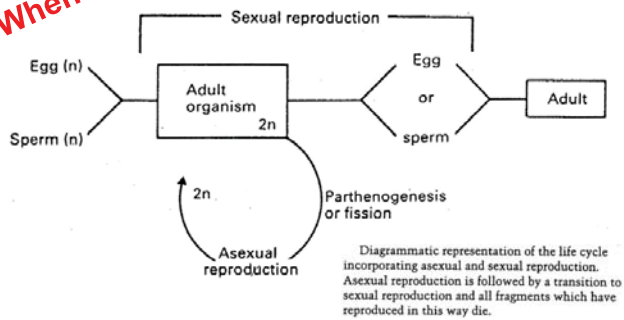 When
Sexual reproduction
Egg (n)
Sperm (n)
Adult
organism
2n
Egg
or
sperm
Adult
2n
Parthenogenesis
or fission
Asexual
reproduction
Diagrammatic representation of the life cycle
incorporating asexual and sexual reproduction.
Asexual reproduction is followed by a transition to
sexual reproduction and all fragments which have
reproduced in this way die.